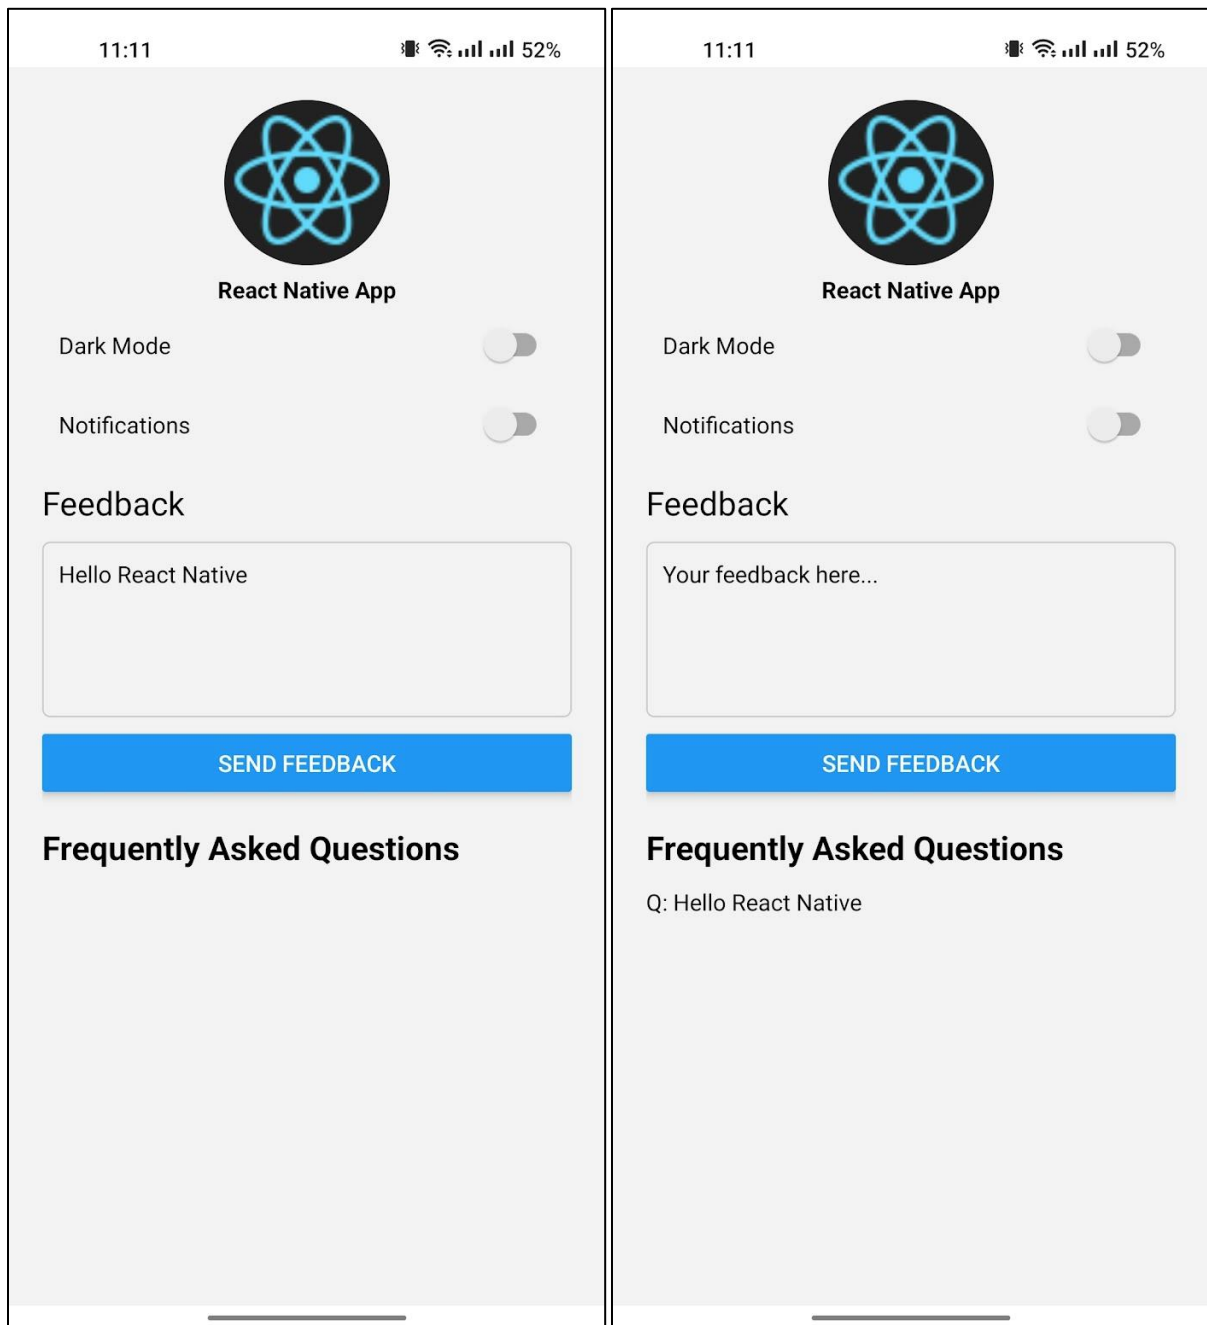 11:11 52%
React Native App
Dark Mode
Notifications
Feedback
Hello React Native
SEND FEEDBACK
Frequently Asked Questions
11:11 52%
React Native App
Dark Mode
Notifications
Feedback
Your feedback here...
SEND FEEDBACK
Frequently Asked Questions
Q: Hello React Native